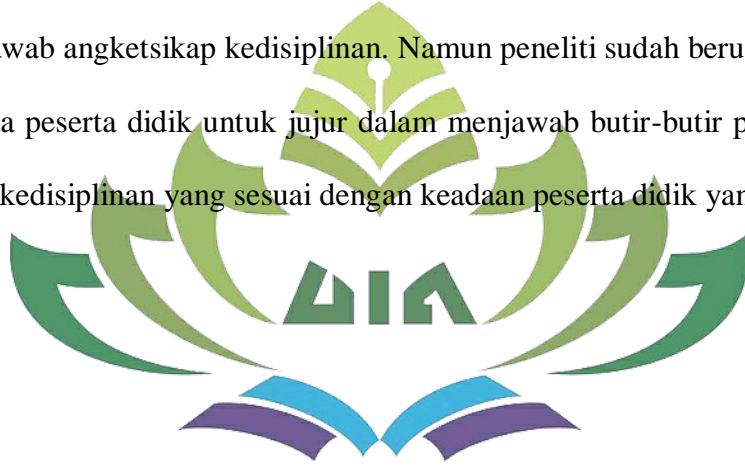 awab angketsikap kedisiplinan. Namun peneliti sudah beru
a peserta didik untuk jujur dalam menjawab butir-butir p
kedisiplinan yang sesuai dengan keadaan peserta didik yan
UIN